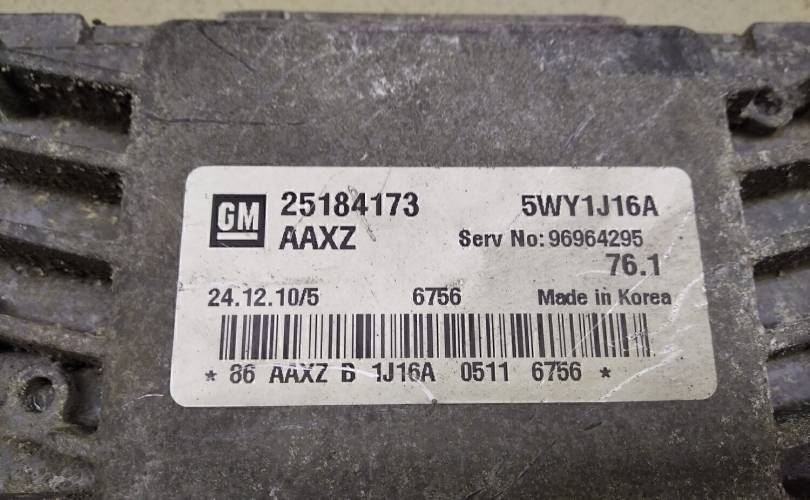 GM 25184173 5WY1J16A
AAXZ Serv No: 96964295
76.1
24.12.10/5 6756 Made in Korea
* 86 AAXZ B 1J16A 0511 6756 *